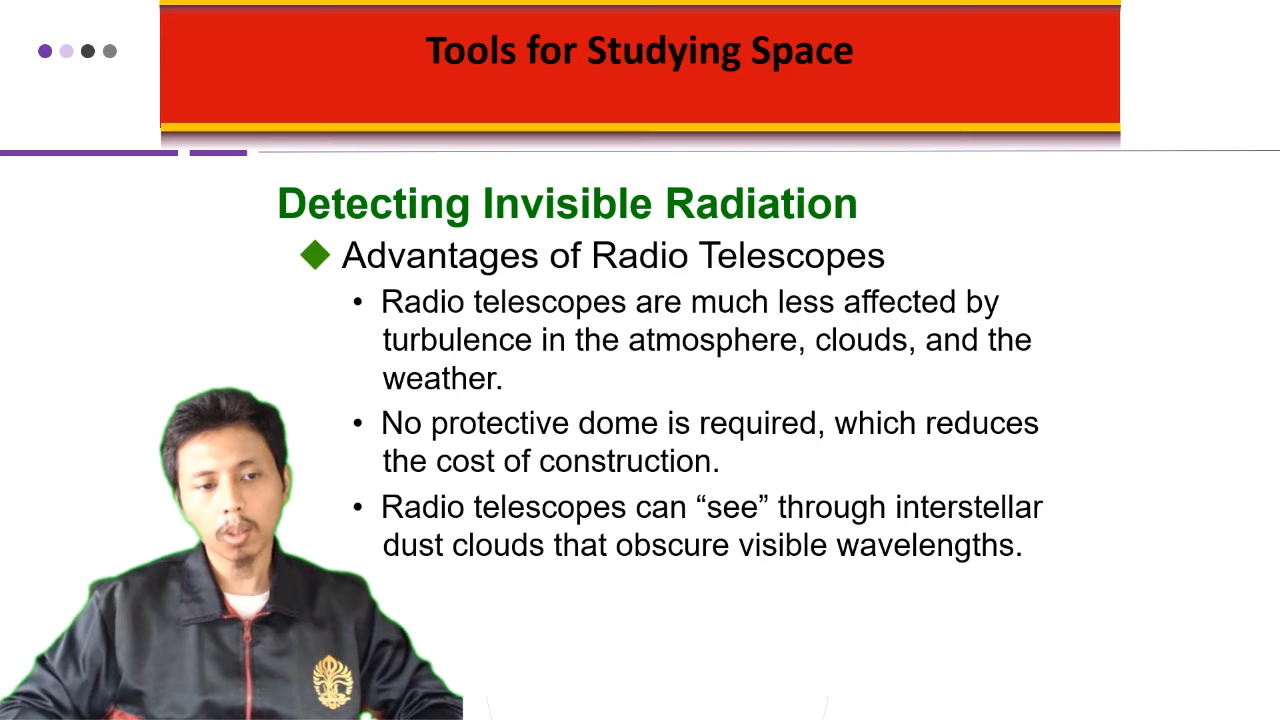 Tools for Studying Space
Detecting Invisible Radiation
Advantages of Radio Telescopes
• Radio telescopes are much less affected by
turbulence in the atmosphere, clouds, and the
weather.
• No protective dome is required, which reduces
the cost of construction.
• Radio telescopes can “see” through interstellar
dust clouds that obscure visible wavelengths.